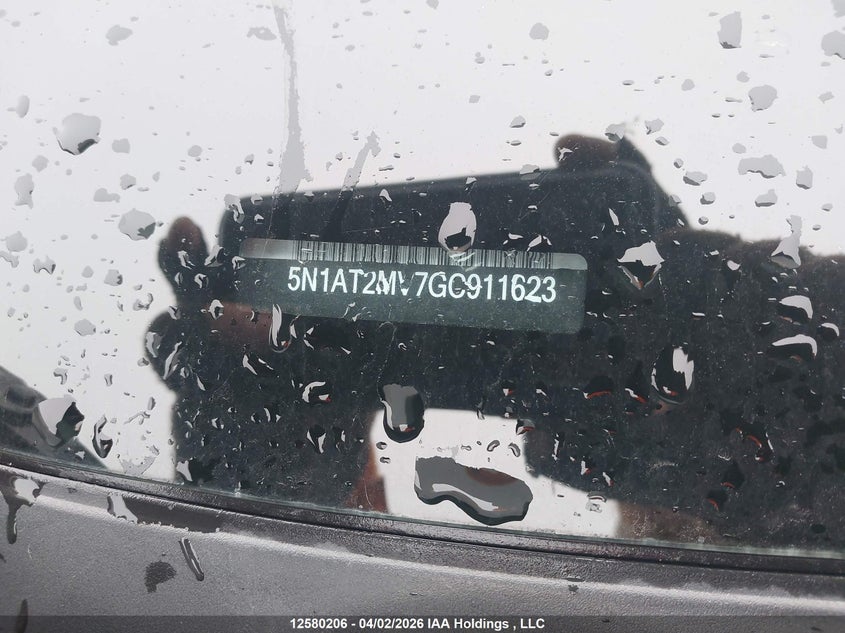 5N1AT2MV7GC911623
12580206 - 04/02/2026 IAA Holdings , LLC